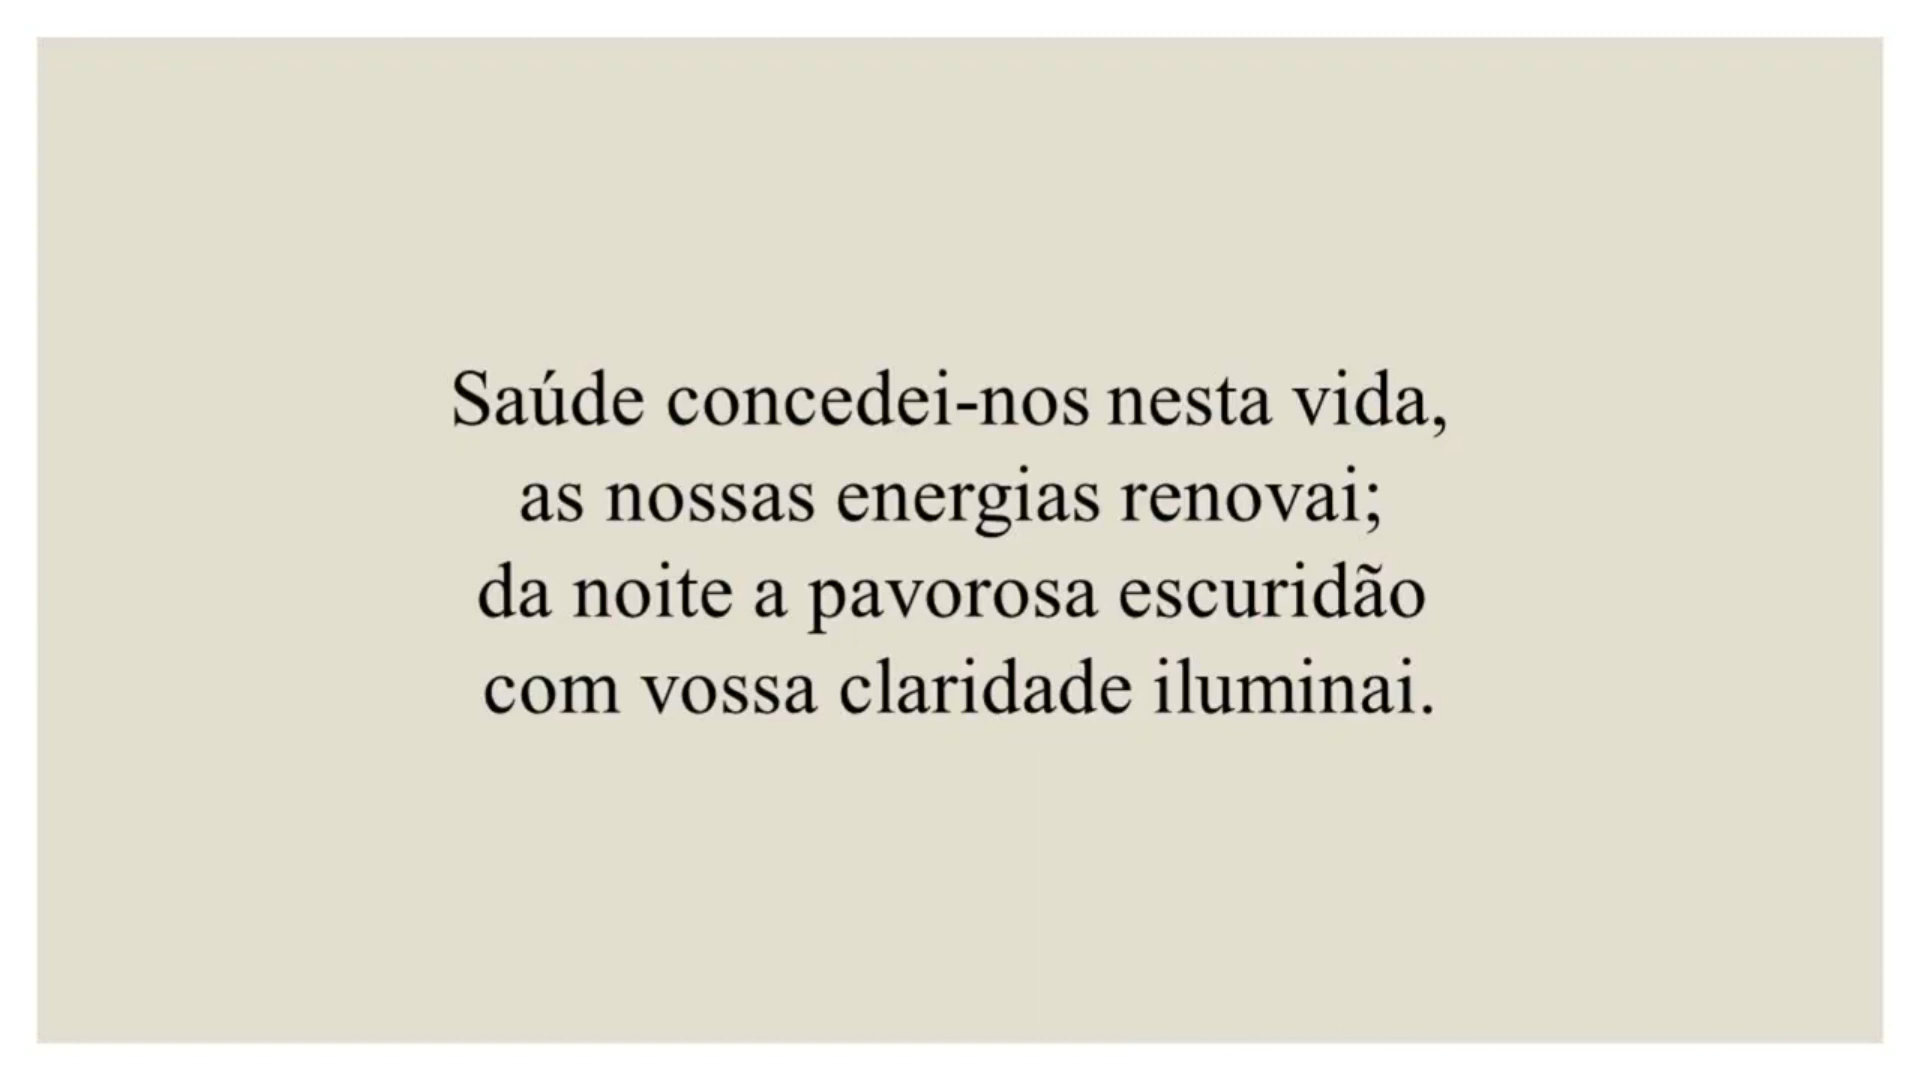 Saúde concedei-nos nesta vida,
as nossas energias renovai;
da noite a pavorosa escuridão
com vossa claridade iluminai.